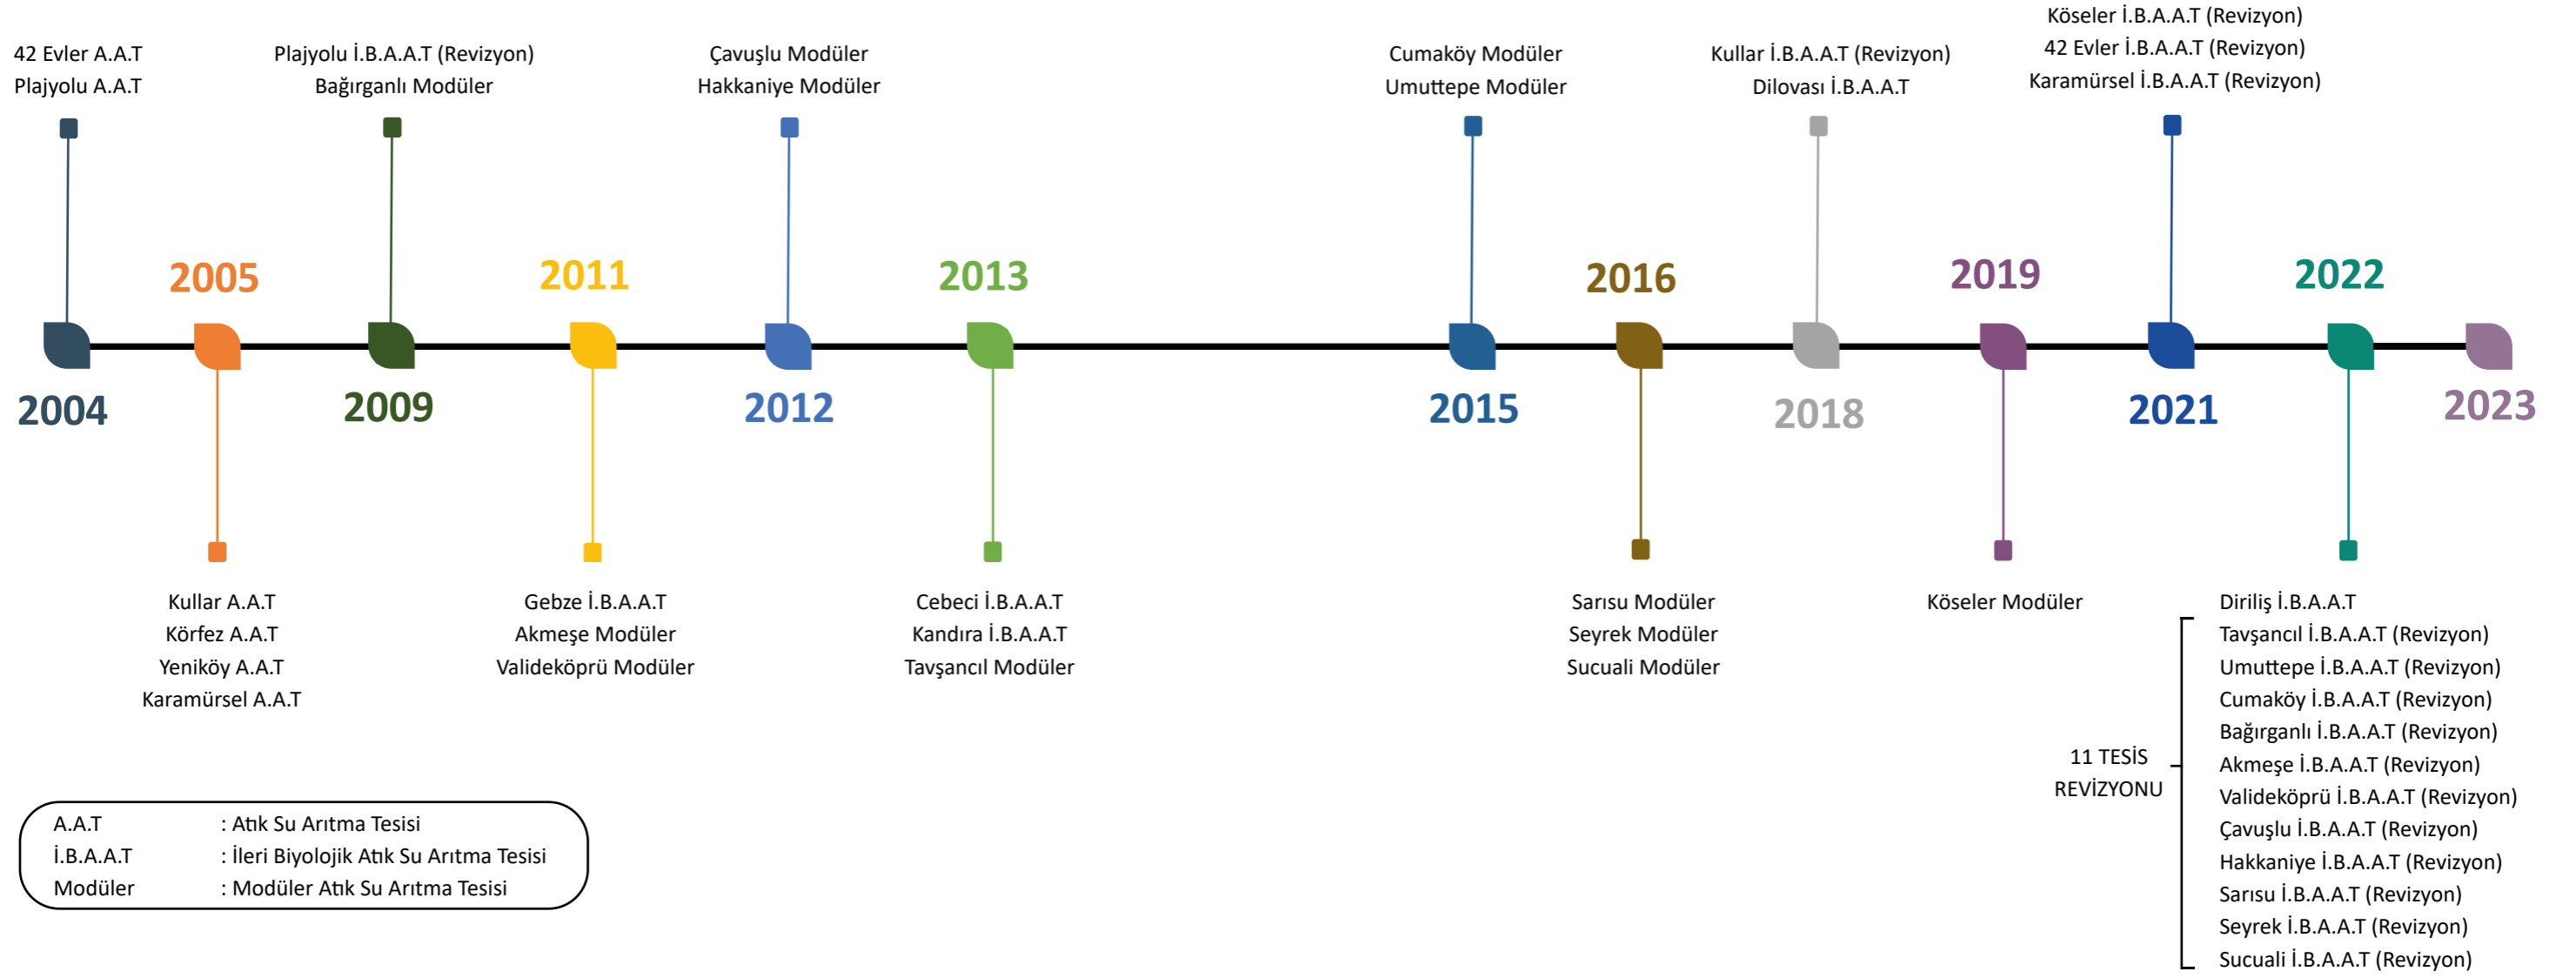 42 Evler A.A.T
Plajyolu A.A.T
2004
2005
Kullar A.A.T
Körfez A.A.T
Yeniköy A.A.T
Karamürsel A.A.T
Plajyolu İ.B.A.A.T (Revizyon)
Bağırganlı Modüler
2009
2011
Gebze İ.B.A.A.T
Akmeşe Modüler
Valideköprü Modüler
Çavuşlu Modüler
Hakkaniye Modüler
2012
2013
Cebeci İ.B.A.A.T
Kandıra İ.B.A.A.T
Tavşancıl Modüler
Cumaköy Modüler
Umuttepe Modüler
2015
2016
Sarısu Modüler
Seyrek Modüler
Sucuali Modüler
Kullar İ.B.A.A.T (Revizyon)
Dilovası İ.B.A.A.T
2018
2019
Köseler Modüler
Köseler İ.B.A.A.T (Revizyon)
42 Evler İ.B.A.A.T (Revizyon)
Karamürsel İ.B.A.A.T (Revizyon)
2021
2022
Diriliş İ.B.A.A.T
Tavşancıl İ.B.A.A.T (Revizyon)
Umuttepe İ.B.A.A.T (Revizyon)
Cumaköy İ.B.A.A.T (Revizyon)
Bağırganlı İ.B.A.A.T (Revizyon)
Akmeşe İ.B.A.A.T (Revizyon)
Valideköprü İ.B.A.A.T (Revizyon)
Çavuşlu İ.B.A.A.T (Revizyon)
Hakkaniye İ.B.A.A.T (Revizyon)
Sarısu İ.B.A.A.T (Revizyon)
Seyrek İ.B.A.A.T (Revizyon)
Sucuali İ.B.A.A.T (Revizyon)
11 TESİS
REVİZYONU
2023
A.A.T : Atık Su Arıtma Tesisi
İ.B.A.A.T : İleri Biyolojik Atık Su Arıtma Tesisi
Modüler : Modüler Atık Su Arıtma Tesisi